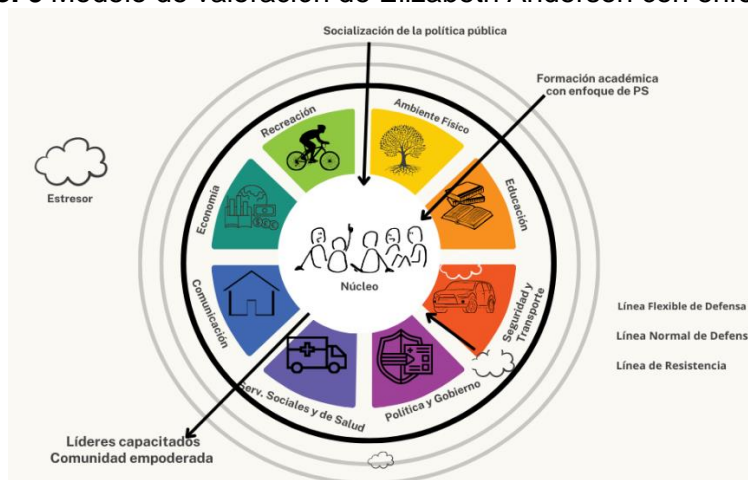 Modelo de valoración de Elizabeth Anderson con
Socialización de la política pública
Formación académica
con enfoque de PS
Estresor
Recreación
Ambiente Físico
Educación
Seguridad y
Transporte
Política y Gobierno
Serv. Sociales y de Salud
Comunicación
Economía
Núcleo
Línea Flexible de Defensa
Línea Normal de Defens
Línea de Resistencia
Líderes capacitados
Comunidad empoderada